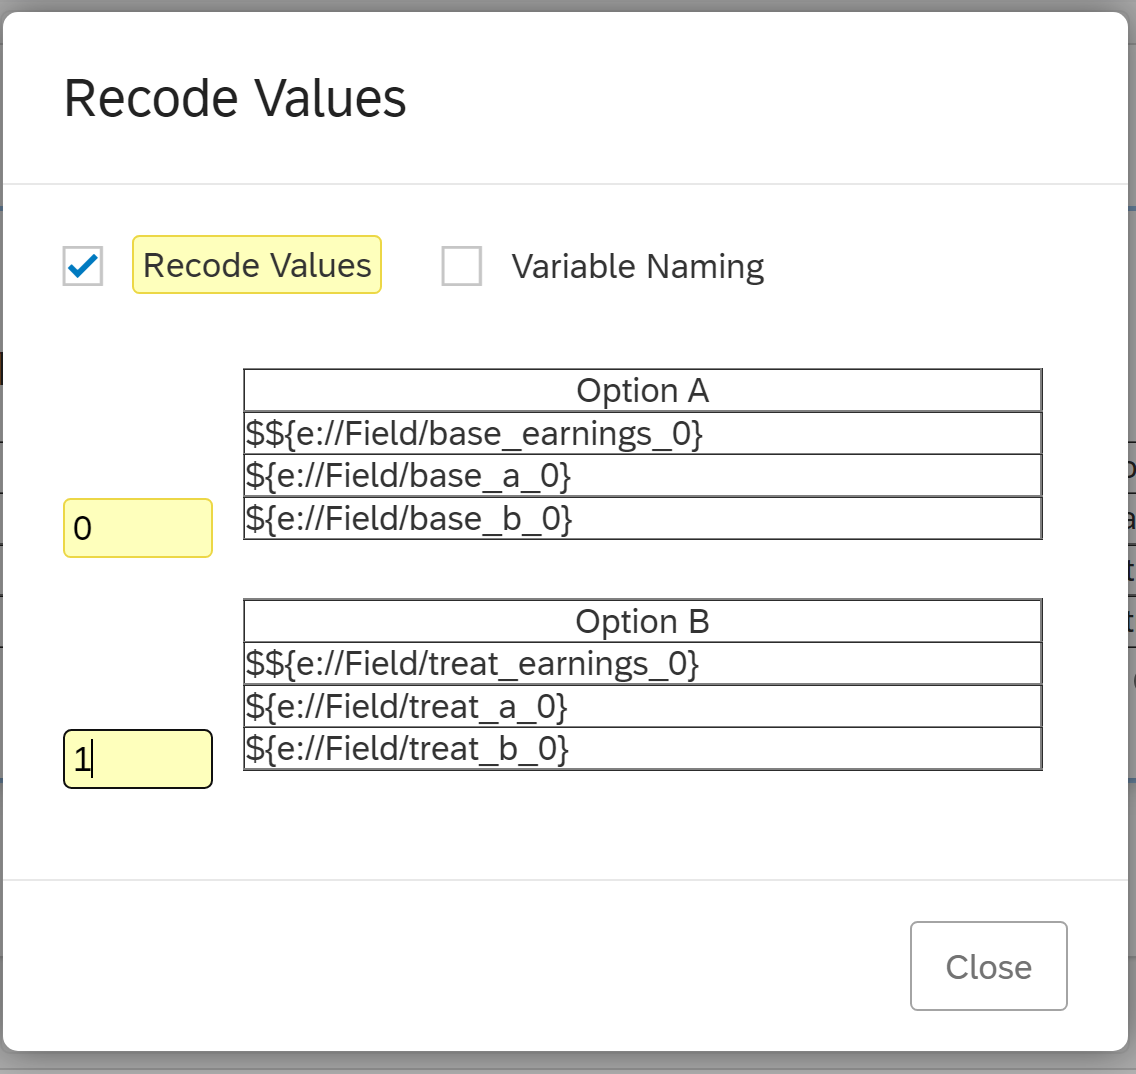 Recode Values
Recode Values Variable Naming
Option A
$${e://Field/base_earnings_0}
${e://Field/base_a_0}
${e://Field/base_b_0}
0
Option B
$${e://Field/treat_earnings_0}
${e://Field/treat_a_0}
${e://Field/treat_b_0}
1
Close